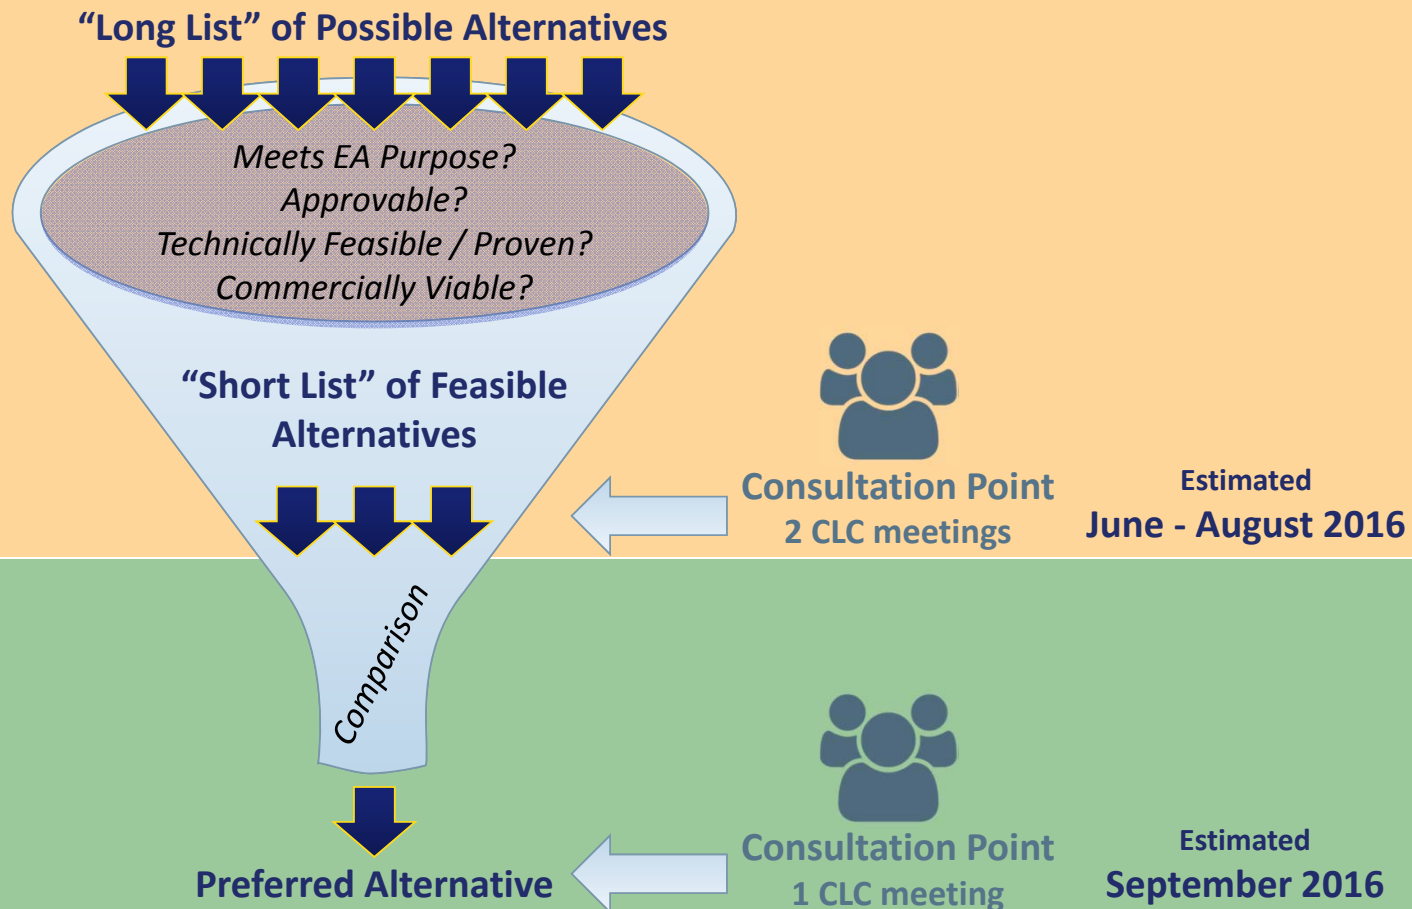 “Long List” of Possible Alternatives
Meets EA Purpose?
Approvable?
Technically Feasible / Proven?
Commercially Viable?
“Short List” of Feasible
Alternatives
Consultation Point
2 CLC meetings
Estimated
June - August 2016
Comparison
Preferred Alternative
Consultation Point
1 CLC meeting
Estimated
September 2016